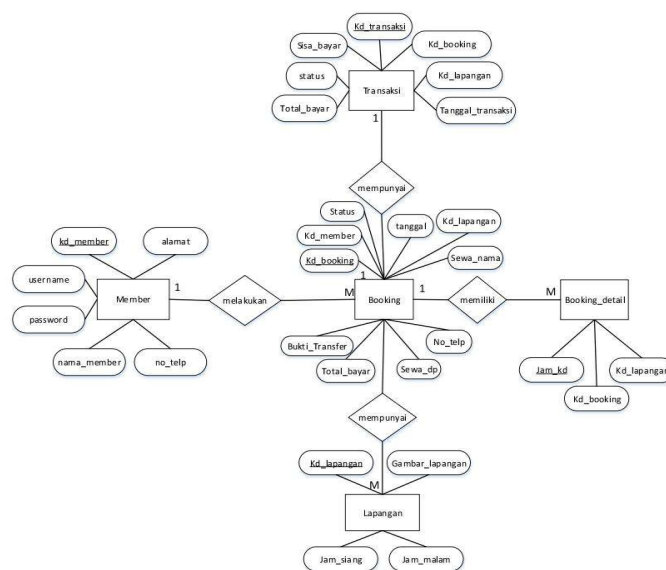 Kd_transaksi
Sisa_bayar
Kd_booking
status
Kd_lapangan
Transaksi
Total_bayar
Tanggal_transaksi
1
mempunyai
Status
tanggal
Kd_lapangan
kd_member
alamat
Kd_member
Kd_booking
Sewa_nama
username
1
Member
1
melakukan
M
Booking
1
memiliki
M
Booking_detail
password
nama_member
no_telp
Bukti_Transfer
No_telp
Total_bayar
Sewa_dp
Jam_kd
Kd_lapangan
Kd_booking
mempunyai
Kd_lapangan
Gambar_lapangan
M
Lapangan
Jam_siang
Jam_malam